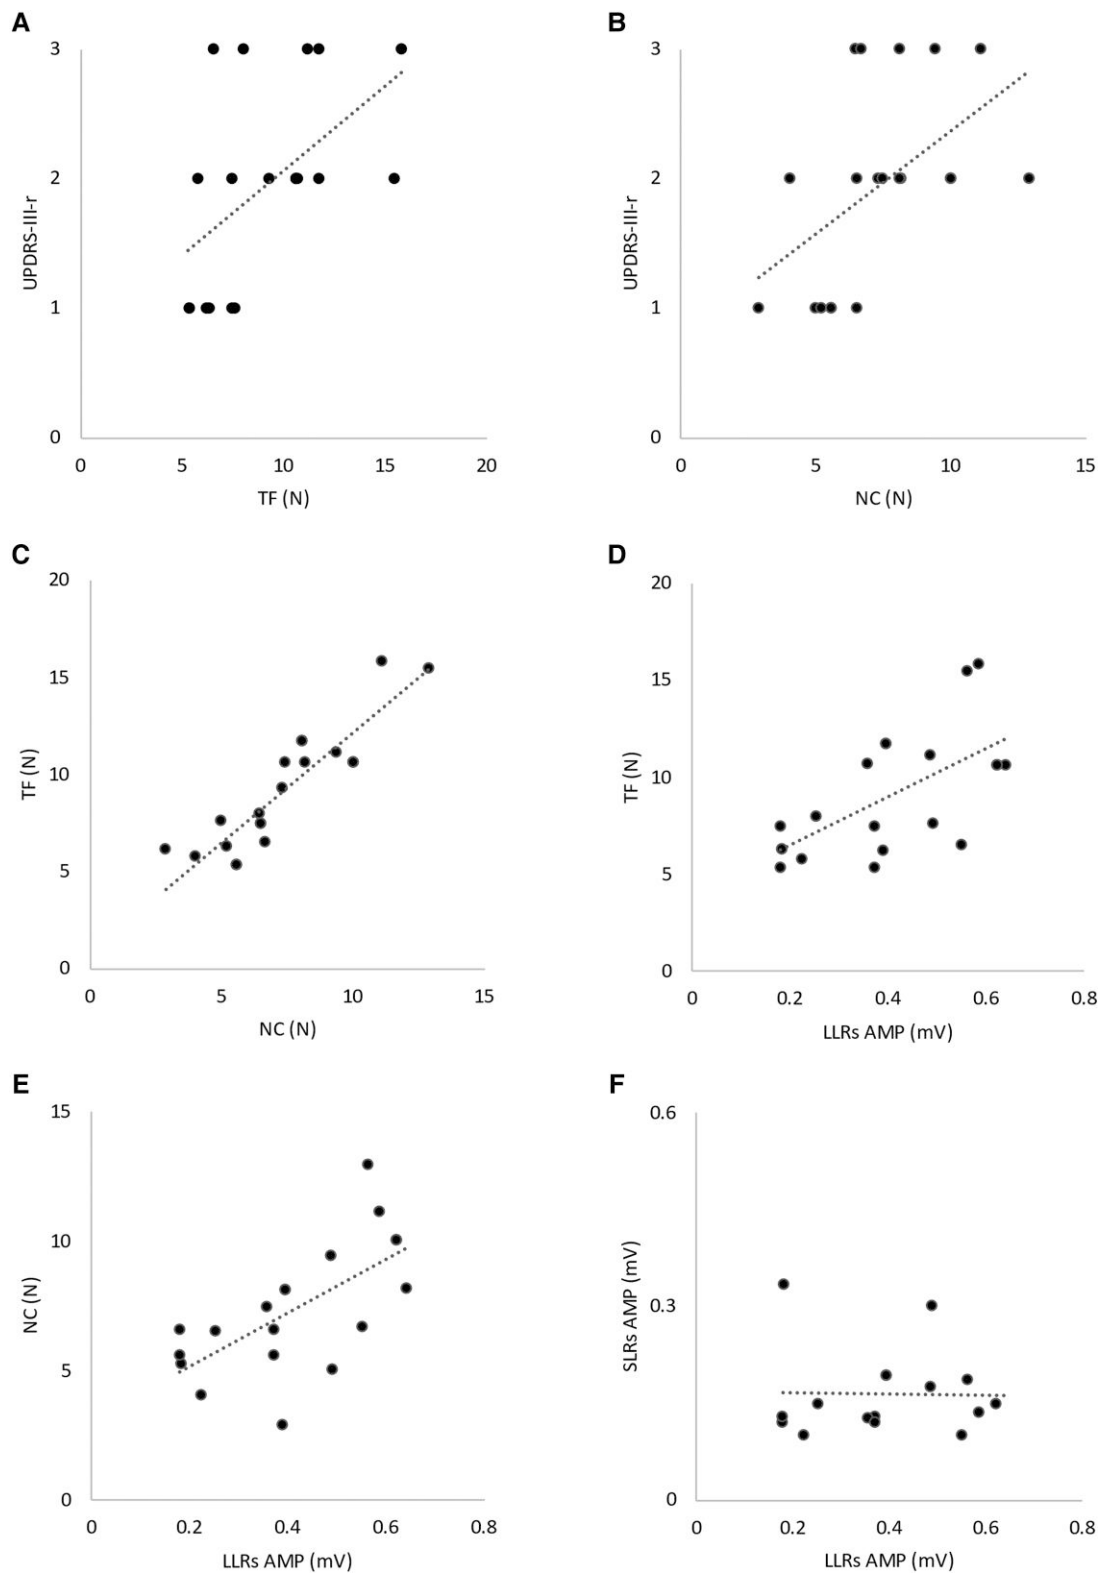 A
B
3
2
1
0
UPDRS-III-r
0 5 10 15 20
TF (N)
3
2
1
0
UPDRS-III-r
0 5 10 15
NC (N)
C
D
20
15
10
5
0
TF (N)
0 5 10 15
NC (N)
20
15
10
5
0
TF (N)
0 0.2 0.4 0.6 0.8
LLRs AMP (mV)
E
F
15
10
5
0
NC (N)
0 0.2 0.4 0.6 0.8
LLRs AMP (mV)
0.6
0.3
0
SLRs AMP (mV)
0 0.2 0.4 0.6 0.8
LLRs AMP (mV)